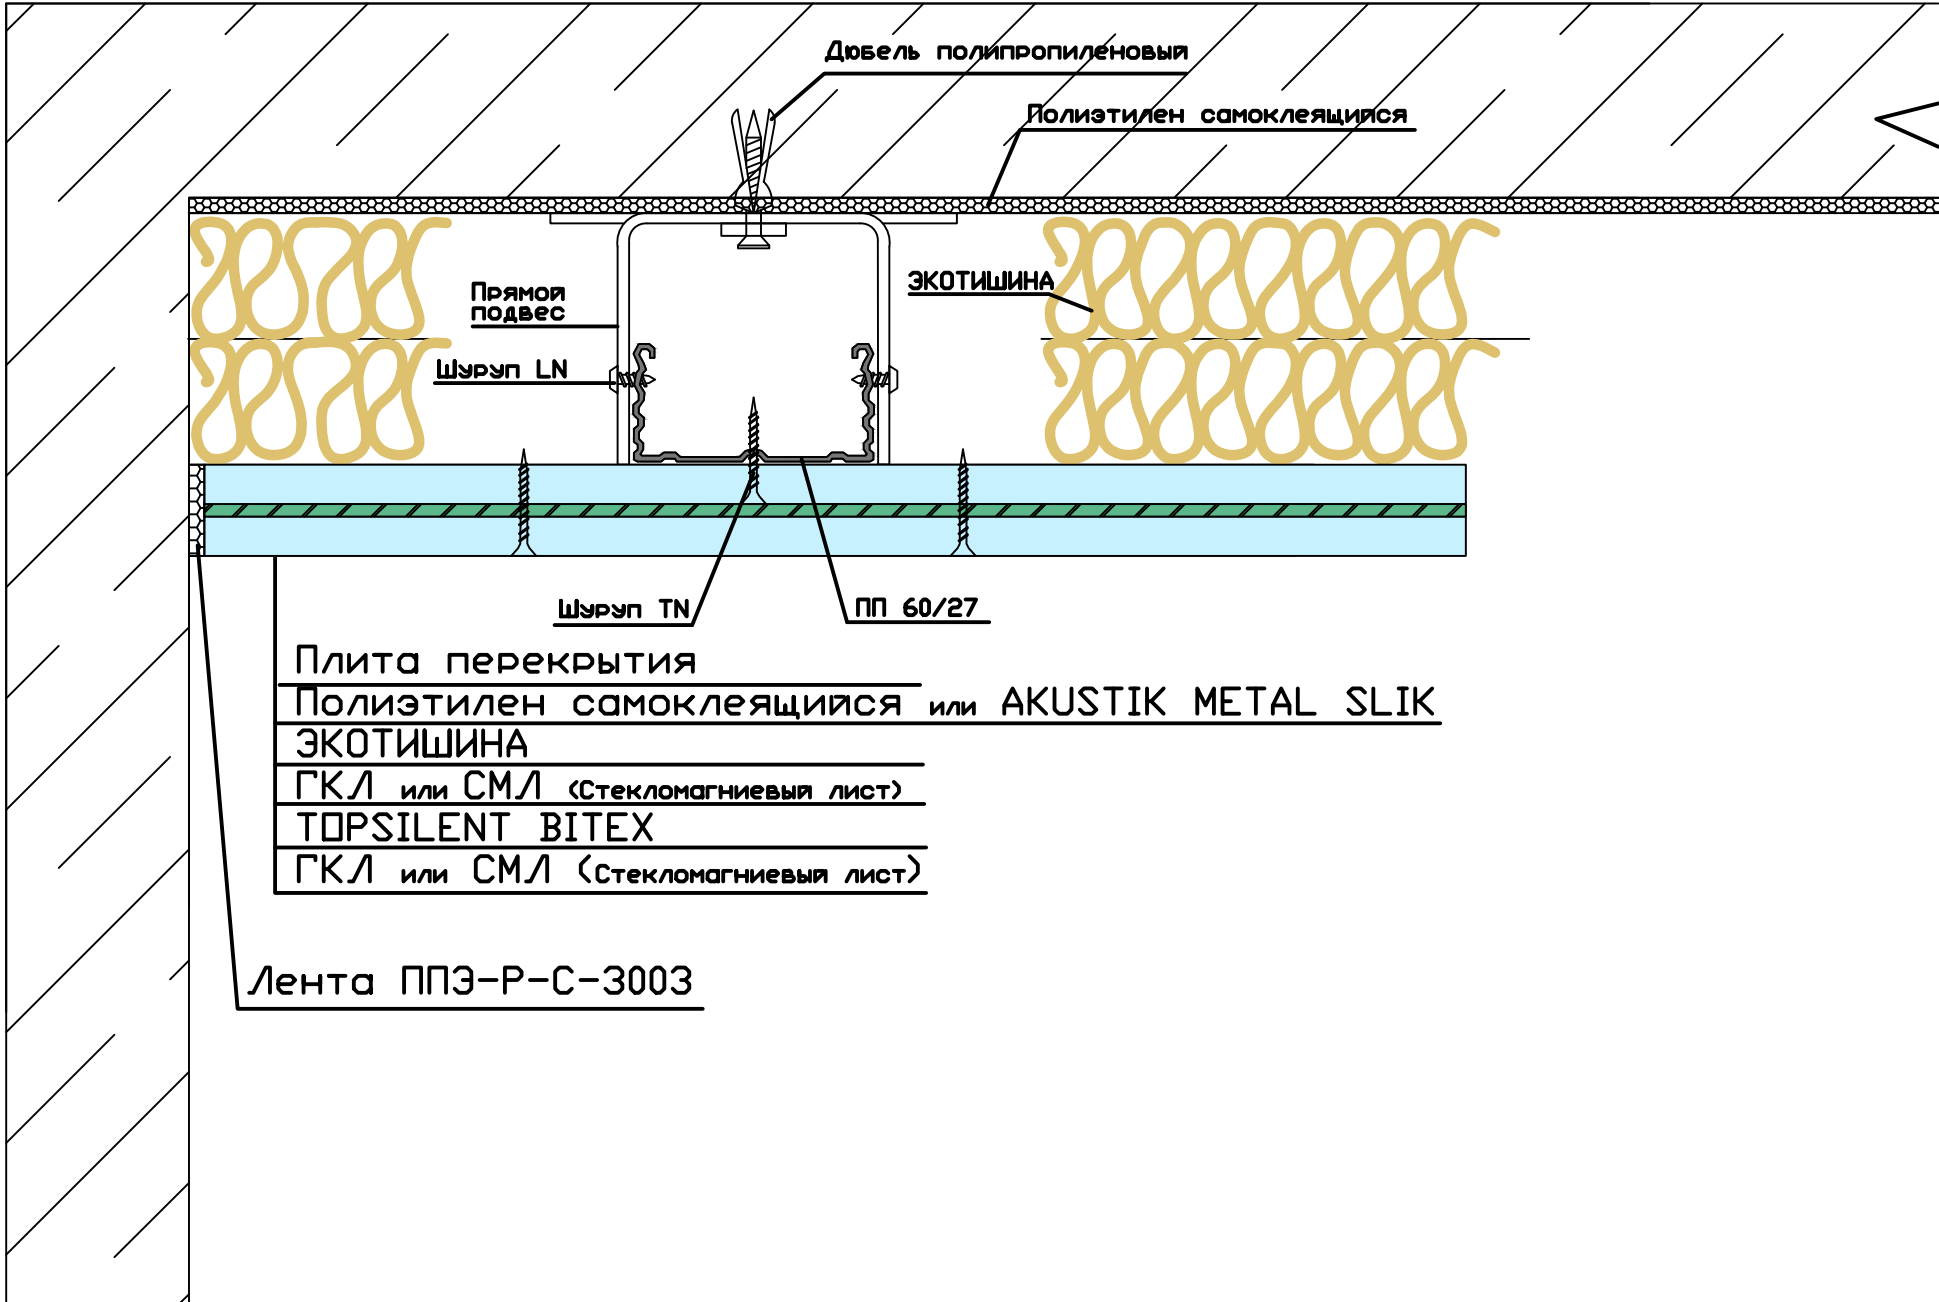 Дюбель полипропиленовый
Полиэтилен самоклеящийся
Прямой
подвес
ЭКОТИШИНА
Шуруп LN
Шуруп TN
ПП 60/27
Плита перекрытия
Полиэтилен самоклеящийся или AKUSTIK METAL SLIK
ЭКОТИШИНА
ГКЛ или СМЛ (Стекломагниевый лист)
TOPSILENT BITEX
ГКЛ или СМЛ (Стекломагниевый лист)
Лента ППЭ-Р-С-3003